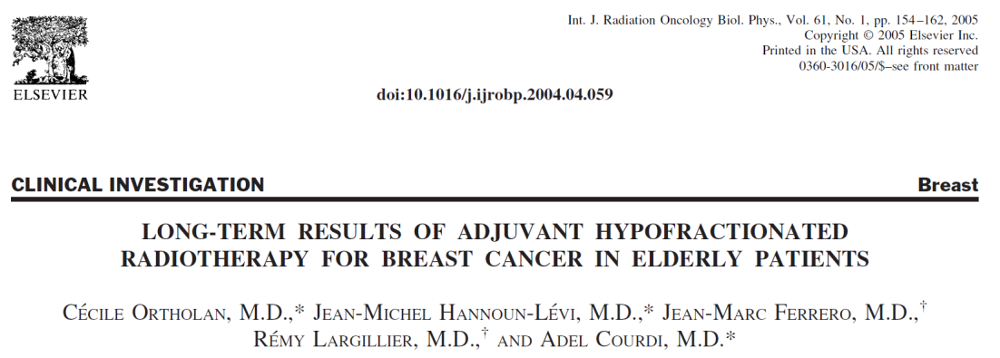 Int. J. Radiation Oncology Biol. Phys., Vol. 61, No. 1, pp. 154–162, 2005
Copyright © 2005 Elsevier Inc.
Printed in the USA. All rights reserved
0360-3016/05/$–see front matter
ELSEVIER
doi:10.1016/j.ijrobp.2004.04.059
CLINICAL INVESTIGATION Breast
LONG-TERM RESULTS OF ADJUVANT HYPOFRACTIONATED
RADIOTHERAPY FOR BREAST CANCER IN ELDERLY PATIENTS
Cécile Ortholan, M.D.,* Jean-Michel Hannoun-Lévi, M.D.,* Jean-Marc Ferrero, M.D.,†
Rémy Largillier, M.D.,† and Adel Courdi, M.D.*